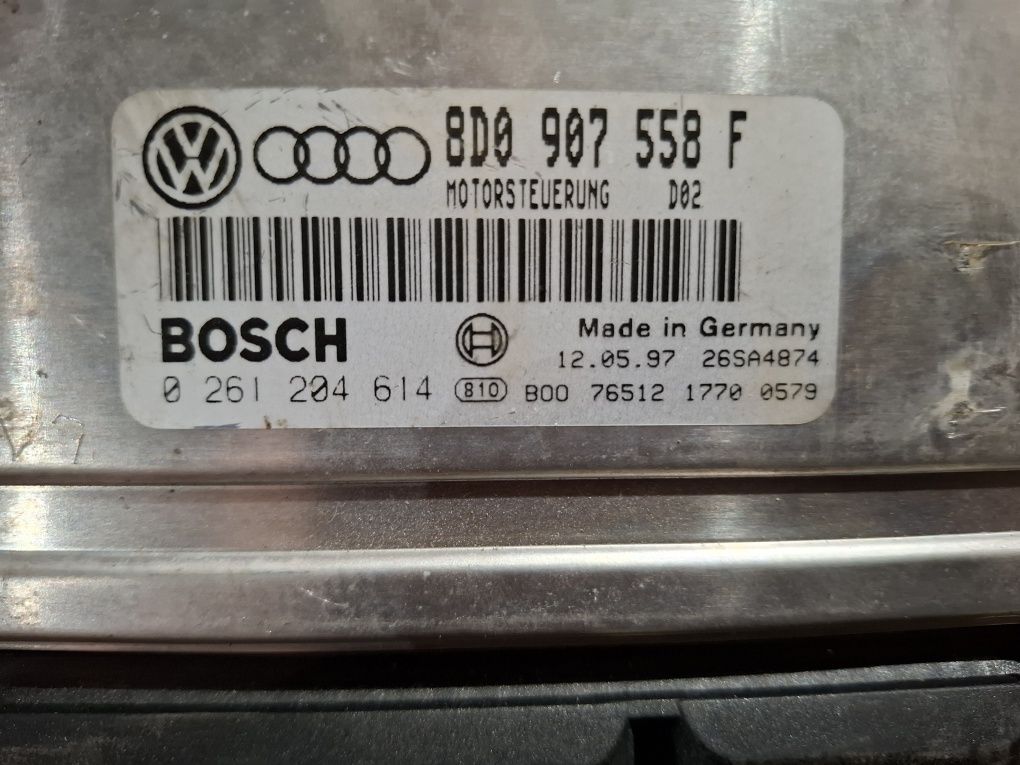 8D0 907 558 F
MOTORSTEUERUNG D02
BOSCH
Made in Germany
12.05.97 26SA4874
0 261 204 614 810 B00 76512 1770 0579